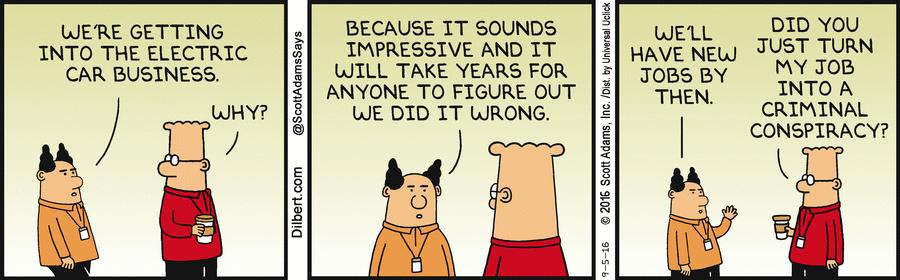 WE'RE GETTING
INTO THE ELECTRIC
CAR BUSINESS.
WHY?
Dilbert.com
@ScottAdamsSays
BECAUSE IT SOUNDS
IMPRESSIVE AND IT
WILL TAKE YEARS FOR
ANYONE TO FIGURE OUT
WE DID IT WRONG.
9-5-16
© 2016 Scott Adams, Inc. /Dist. by Universal Uclick
WE'LL
HAVE NEW
JOBS BY
THEN.
DID YOU
JUST TURN
MY JOB
INTO A
CRIMINAL
CONSPIRACY?